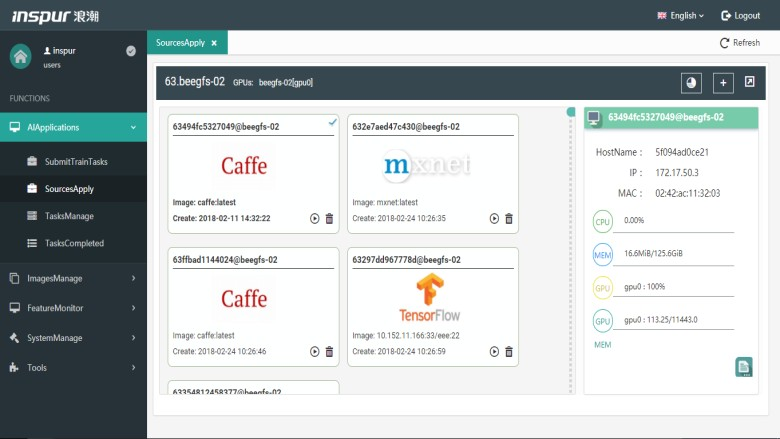 inspur 浪潮
English
Logout
inspur
users
SourcesApply ×
Refresh
FUNCTIONS
AIApplications
SubmitTrainTasks
SourcesApply
TasksManage
TasksCompleted
ImagesManage
FeatureMonitor
SystemManage
Tools
63.beegfs-02 GPUs: beegfs-02[gpu0]
63494fc5327049@beegfs-02
Caffe
Image: caffe:latest
Create: 2018-02-11 14:32:22
632e7aed47c430@beegfs-02
mxnet
Image: mxnet:latest
Create: 2018-02-24 10:26:35
63ffbad1144024@beegfs-02
Caffe
Image: caffe:latest
Create: 2018-02-24 10:26:46
63297dd967778d@beegfs-02
TensorFlow
Image: 10.152.11.166:33/eee:22
Create: 2018-02-24 10:26:59
63354812458377@beegfs-02
63494fc5327049@beegfs-02
HostName : 5f094ad0ce21
IP : 172.17.50.3
MAC : 02:42:ac:11:32:03
CPU 0.00%
MEM 16.6MiB/125.6GiB
GPU gpu0 : 100%
GPU gpu0 : 113.25/11443.0
MEM